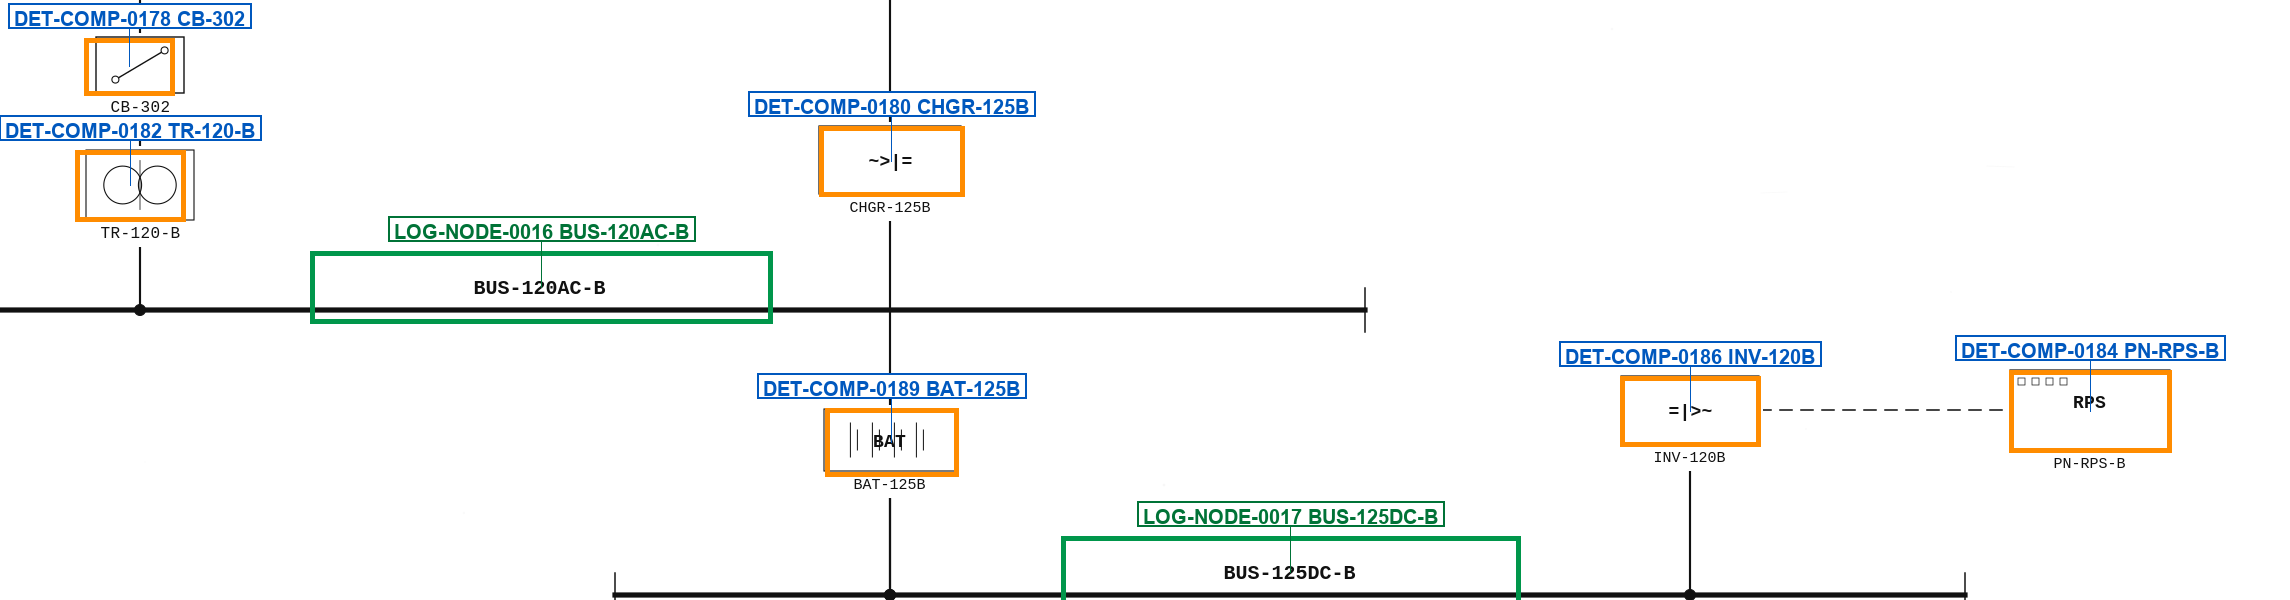 DET-COMP-0178 CB-302
CB-302
DET-COMP-0182 TR-120-B
TR-120-B
DET-COMP-0180 CHGR-125B
~>|=
CHGR-125B
LOG-NODE-0016 BUS-120AC-B
BUS-120AC-B
DET-COMP-0189 BAT-125B
BAT
BAT-125B
DET-COMP-0186 INV-120B
=|>~
INV-120B
DET-COMP-0184 PN-RPS-B
RPS
PN-RPS-B
LOG-NODE-0017 BUS-125DC-B
BUS-125DC-B